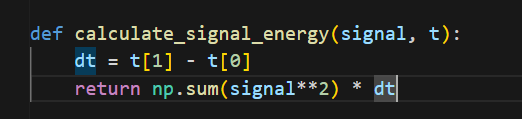 def calculate_signal_energy(signal, t):
    dt = t[1] - t[0]
    return np.sum(signal**2) * dt